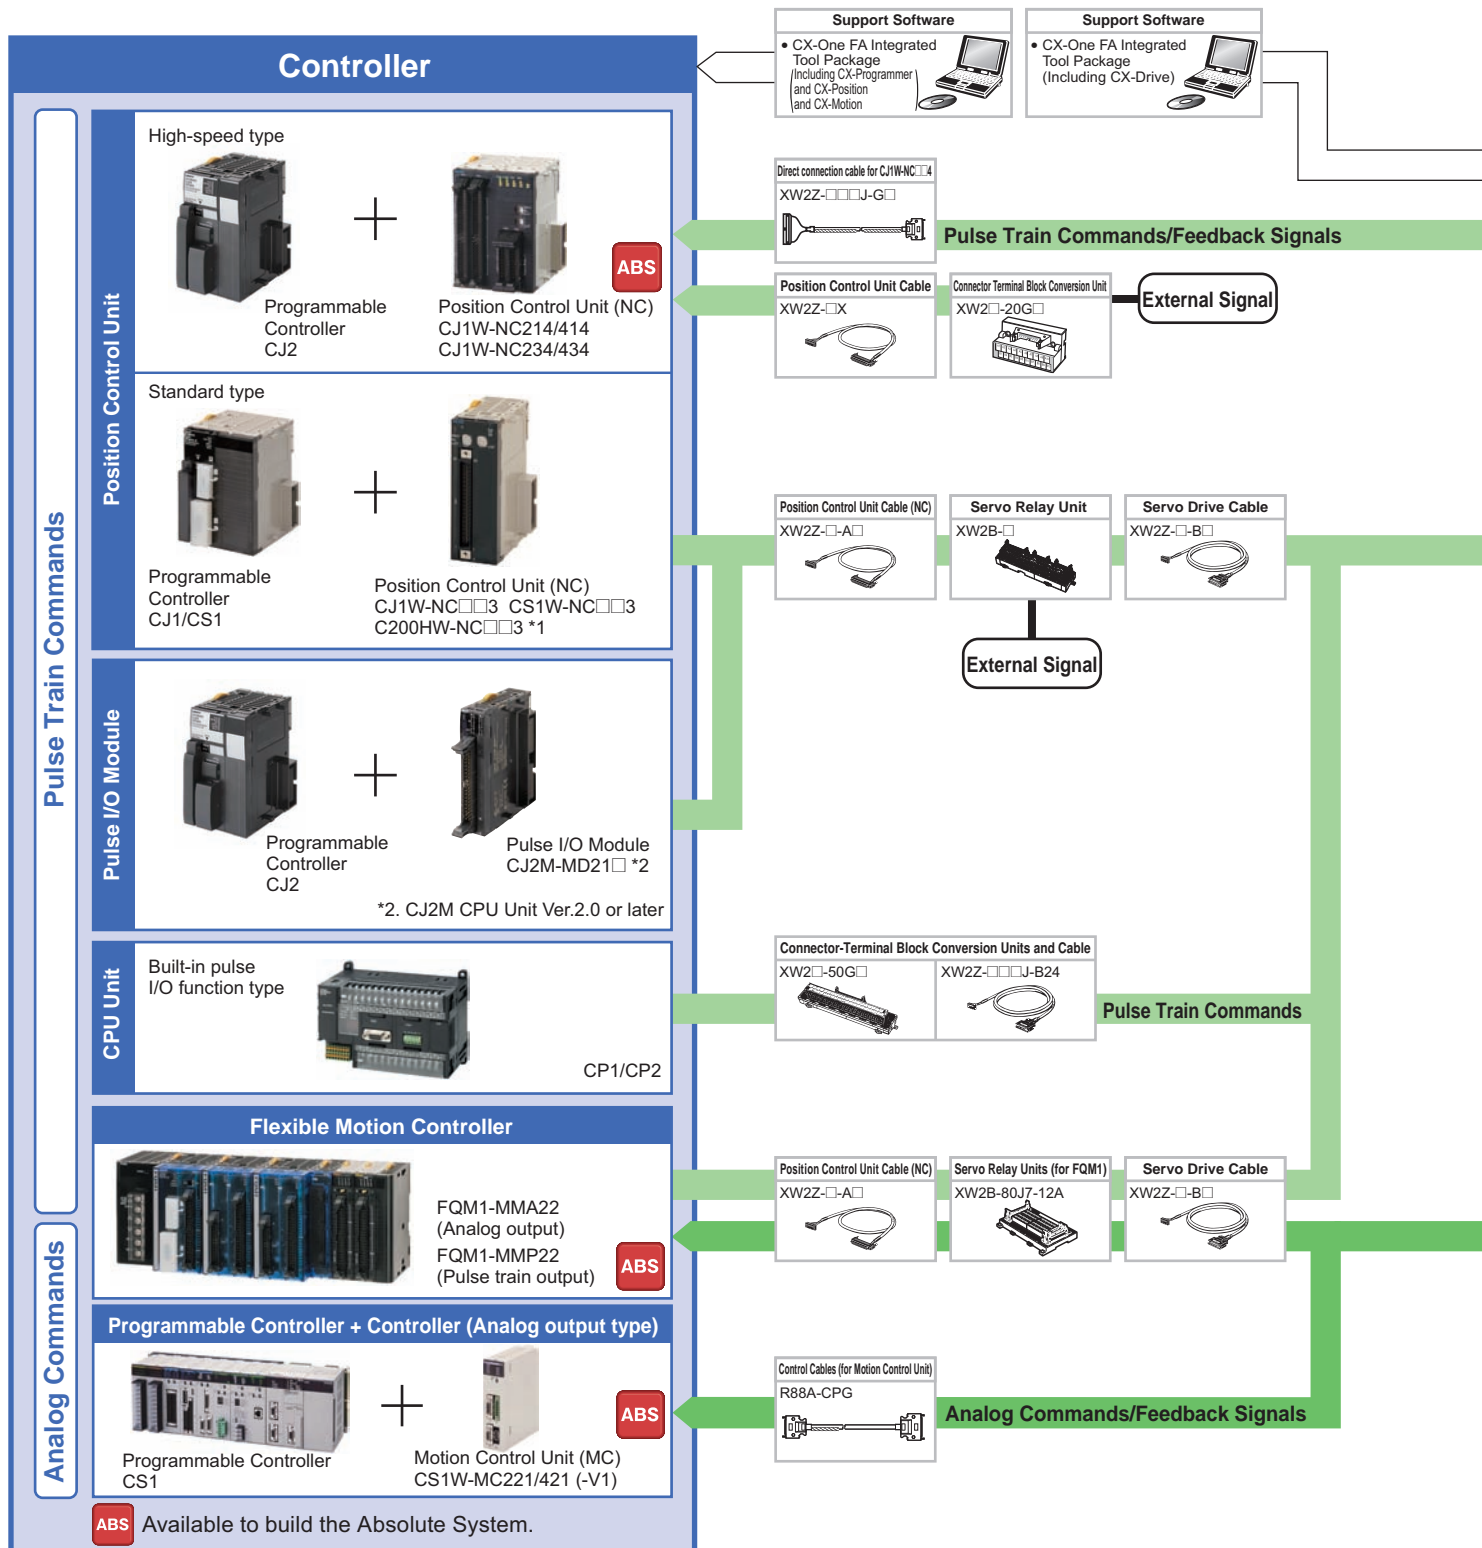 Support Software
• CX-One FA Integrated
Tool Package
(Including CX-Programmer
and CX-Position
and CX-Motion)
Support Software
• CX-One FA Integrated
Tool Package
(Including CX-Drive)
Controller
Pulse Train Commands
Analog Commands
Position Control Unit
High-speed type
Programmable
Controller
CJ2
Position Control Unit (NC)
CJ1W-NC214/414
CJ1W-NC234/434
ABS
Direct connection cable for CJ1W-NC□□4
XW2Z-□□□J-G□
Pulse Train Commands/Feedback Signals
Position Control Unit Cable
XW2Z-□X
Connector Terminal Block Conversion Unit
XW2□-20G□
External Signal
Standard type
Programmable
Controller
CJ1/CS1
Position Control Unit (NC)
CJ1W-NC□□3 CS1W-NC□□3
C200HW-NC□□3 *1
Position Control Unit Cable (NC)
XW2Z-□-A□
Servo Relay Unit
XW2B-□
Servo Drive Cable
XW2Z-□-B□
External Signal
Pulse I/O Module
Programmable
Controller
CJ2
Pulse I/O Module
CJ2M-MD21□ *2
*2. CJ2M CPU Unit Ver.2.0 or later
CPU Unit
Built-in pulse
I/O function type
CP1/CP2
Connector-Terminal Block Conversion Units and Cable
XW2□-50G□
XW2Z-□□□J-B24
Pulse Train Commands
Flexible Motion Controller
FQM1-MMA22
(Analog output)
FQM1-MMP22
(Pulse train output)
ABS
Position Control Unit Cable (NC)
XW2Z-□-A□
Servo Relay Units (for FQM1)
XW2B-80J7-12A
Servo Drive Cable
XW2Z-□-B□
Programmable Controller + Controller (Analog output type)
Programmable Controller
CS1
Motion Control Unit (MC)
CS1W-MC221/421 (-V1)
ABS
Control Cables (for Motion Control Unit)
R88A-CPG
Analog Commands/Feedback Signals
ABS Available to build the Absolute System.